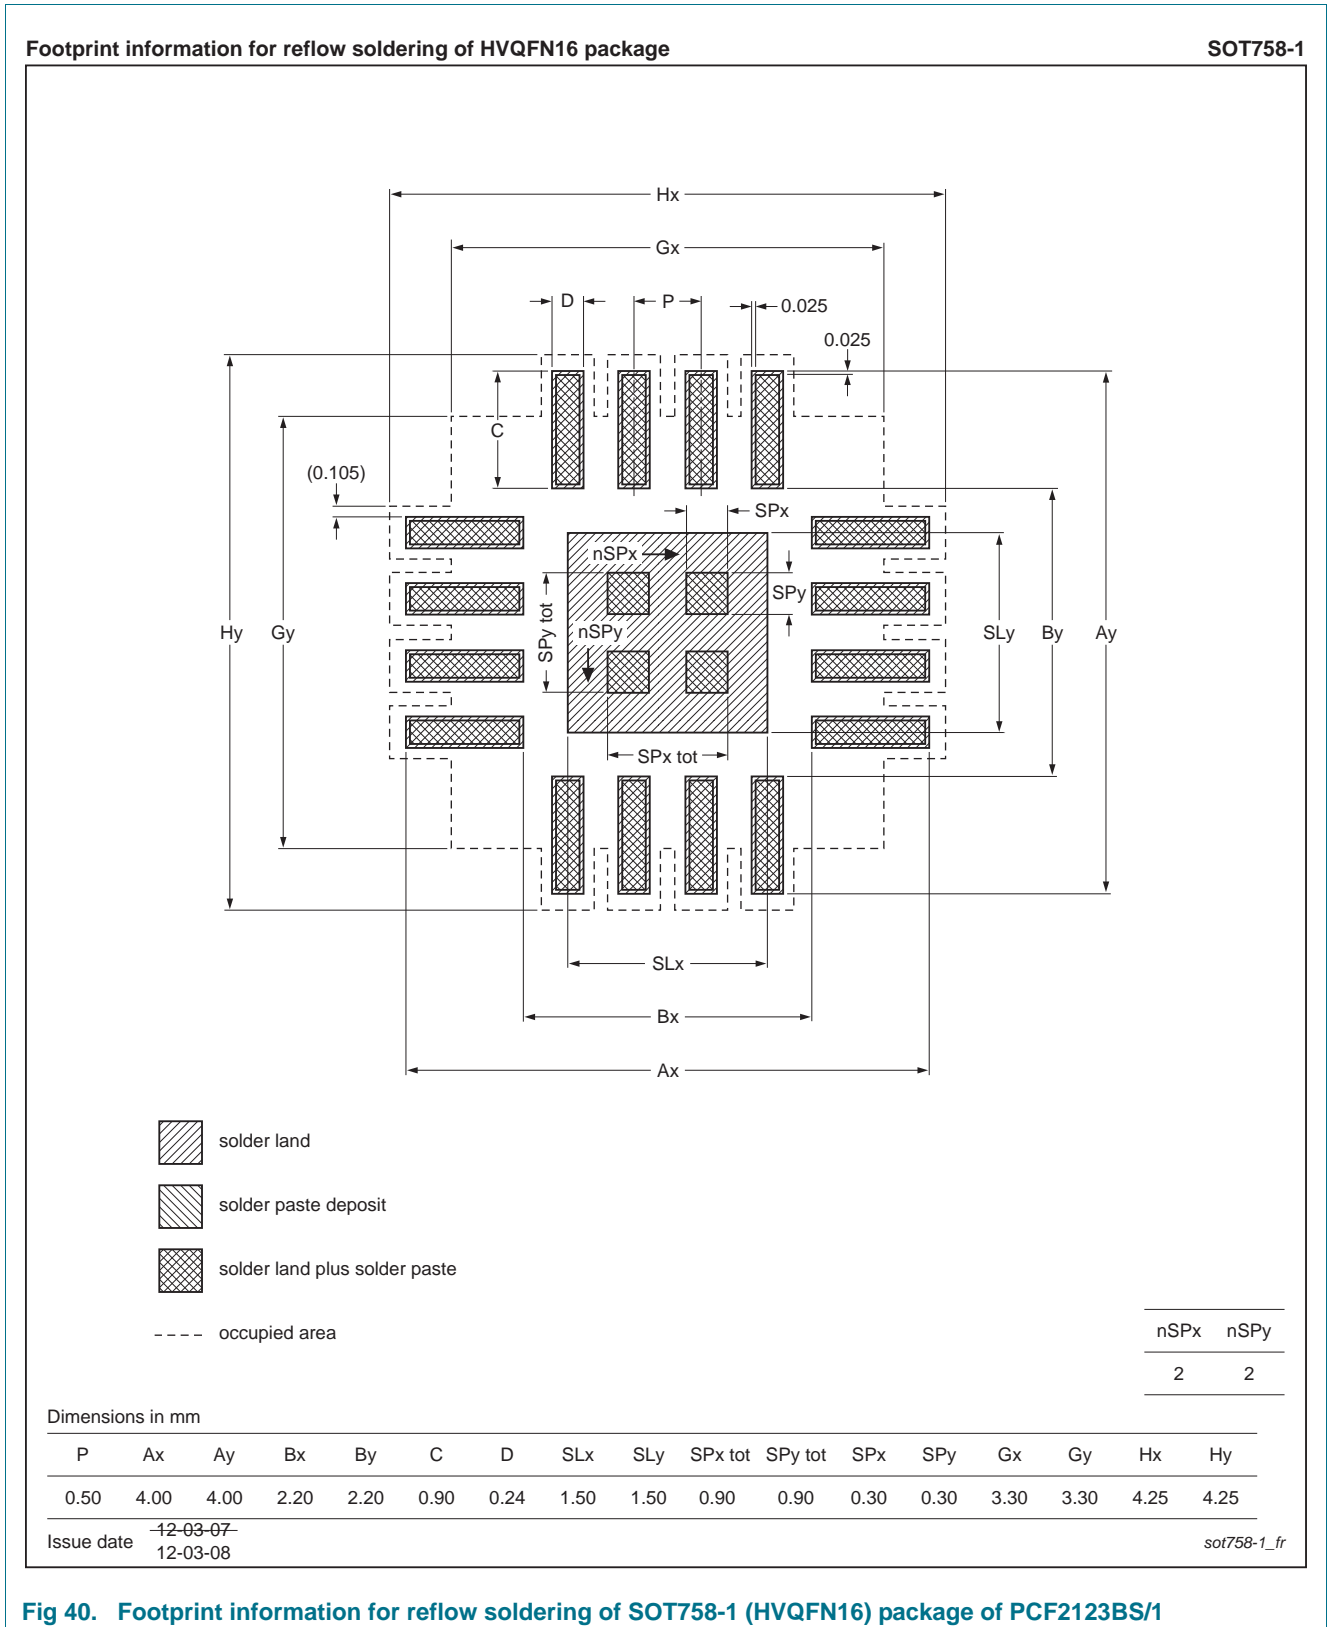 Footprint information for reflow soldering of HVQFN16 package SOT758-1
Hx
Gx
D P 0.025
0.025
C
(0.105)
SPx
nSPx
SPy
SPy tot
nSPy
Hy Gy SLy By Ay
SPx tot
SLx
Bx
Ax
solder land
solder paste deposit
solder land plus solder paste
occupied area
nSPx nSPy
2 2
Dimensions in mm
P Ax Ay Bx By C D SLx SLy SPx tot SPy tot SPx SPy Gx Gy Hx Hy
0.50 4.00 4.00 2.20 2.20 0.90 0.24 1.50 1.50 0.90 0.90 0.30 0.30 3.30 3.30 4.25 4.25
Issue date 12-03-07
12-03-08
sot758-1_fr
Fig 40. Footprint information for reflow soldering of SOT758-1 (HVQFN16) package of PCF2123BS/1